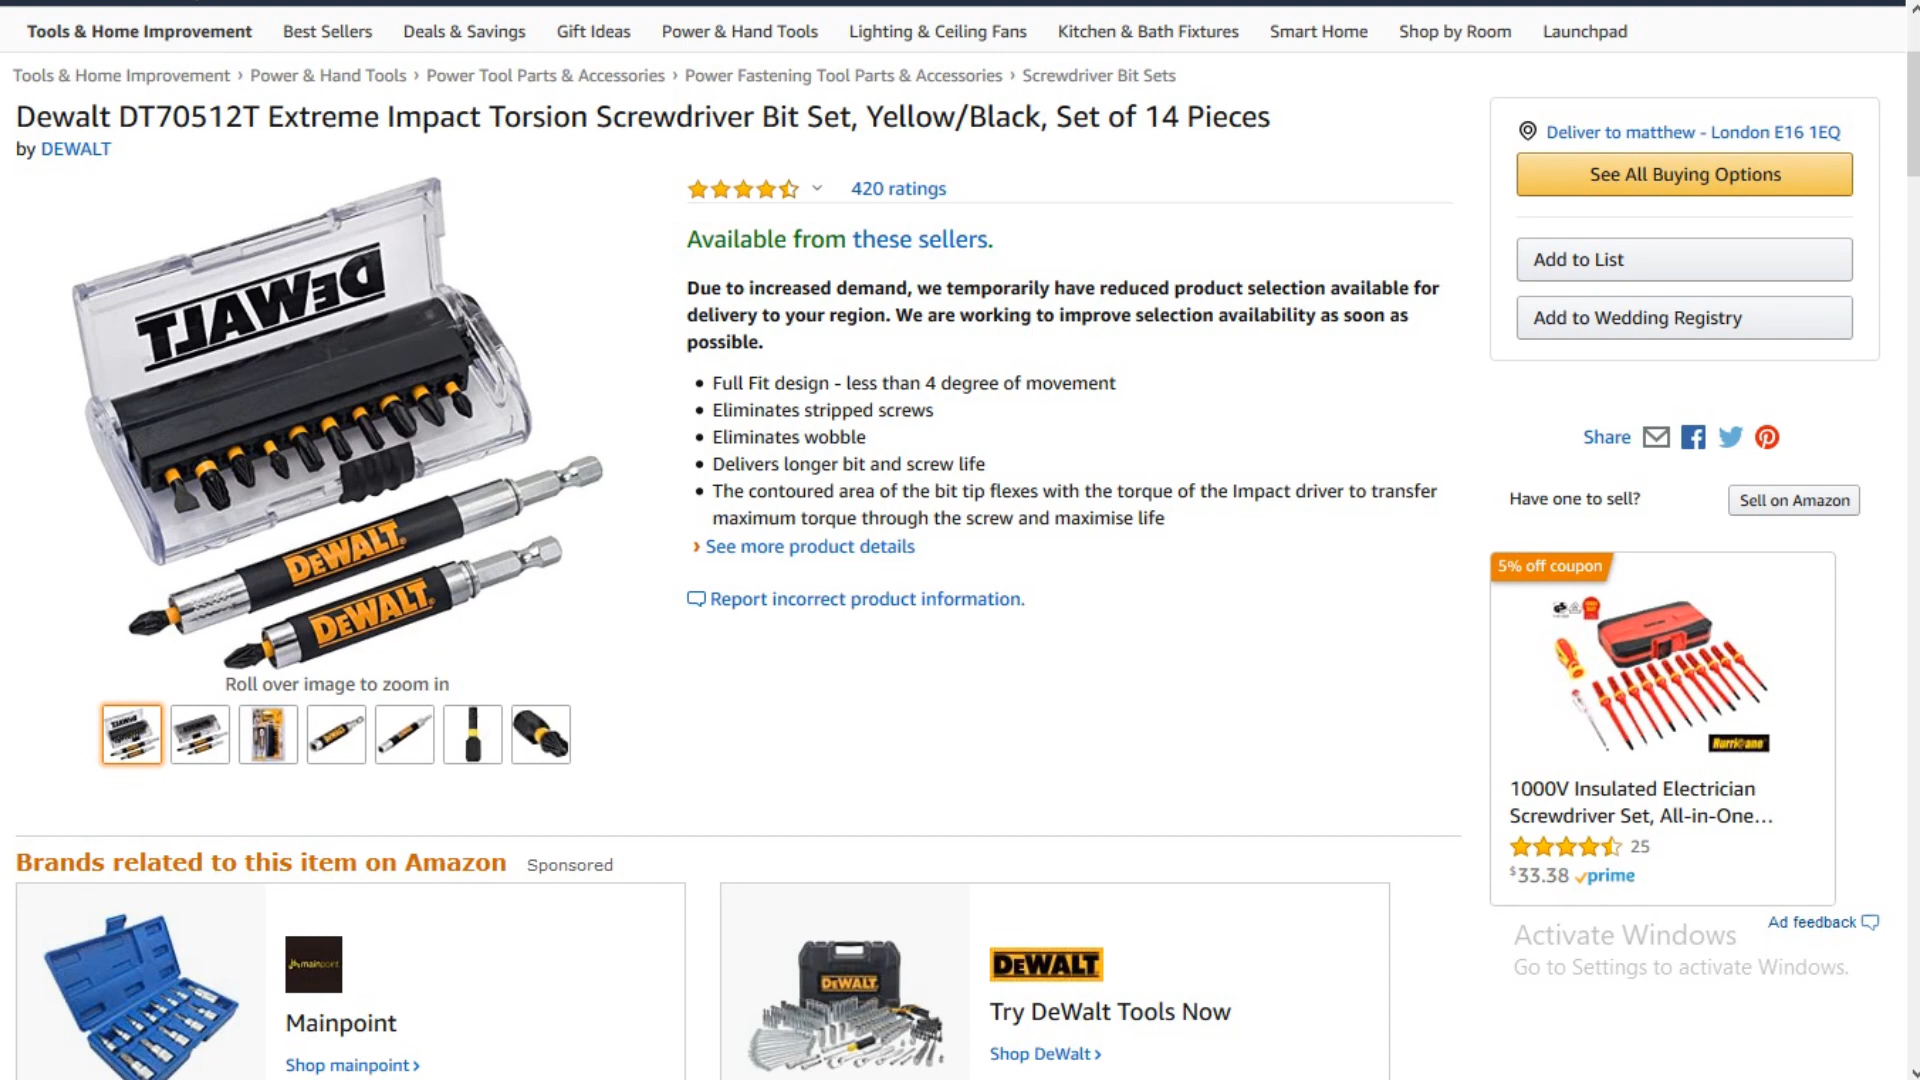 Tools & Home Improvement Best Sellers Deals & Savings Gift Ideas Power & Hand Tools Lighting & Ceiling Fans Kitchen & Bath Fixtures Smart Home Shop by Room Launchpad
Tools & Home Improvement › Power & Hand Tools › Power Tool Parts & Accessories › Power Fastening Tool Parts & Accessories › Screwdriver Bit Sets
Dewalt DT70512T Extreme Impact Torsion Screwdriver Bit Set, Yellow/Black, Set of 14 Pieces
by DEWALT
DEWALT
DEWALT
DEWALT
Roll over image to zoom in
420 ratings
Available from these sellers.
Due to increased demand, we temporarily have reduced product selection available for
delivery to your region. We are working to improve selection availability as soon as
possible.
• Full Fit design - less than 4 degree of movement
• Eliminates stripped screws
• Eliminates wobble
• Delivers longer bit and screw life
• The contoured area of the bit tip flexes with the torque of the Impact driver to transfer
maximum torque through the screw and maximise life
› See more product details
Report incorrect product information.
Deliver to matthew - London E16 1EQ
See All Buying Options
Add to List
Add to Wedding Registry
Share
Have one to sell?
Sell on Amazon
5% off coupon
Hurricane
1000V Insulated Electrician
Screwdriver Set, All-in-One...
25
$33.38 prime
Ad feedback
Activate Windows
Go to Settings to activate Windows.
Brands related to this item on Amazon Sponsored
mainpoint
Mainpoint
Shop mainpoint ›
DEWALT
DEWALT
Try DeWalt Tools Now
Shop DeWalt ›